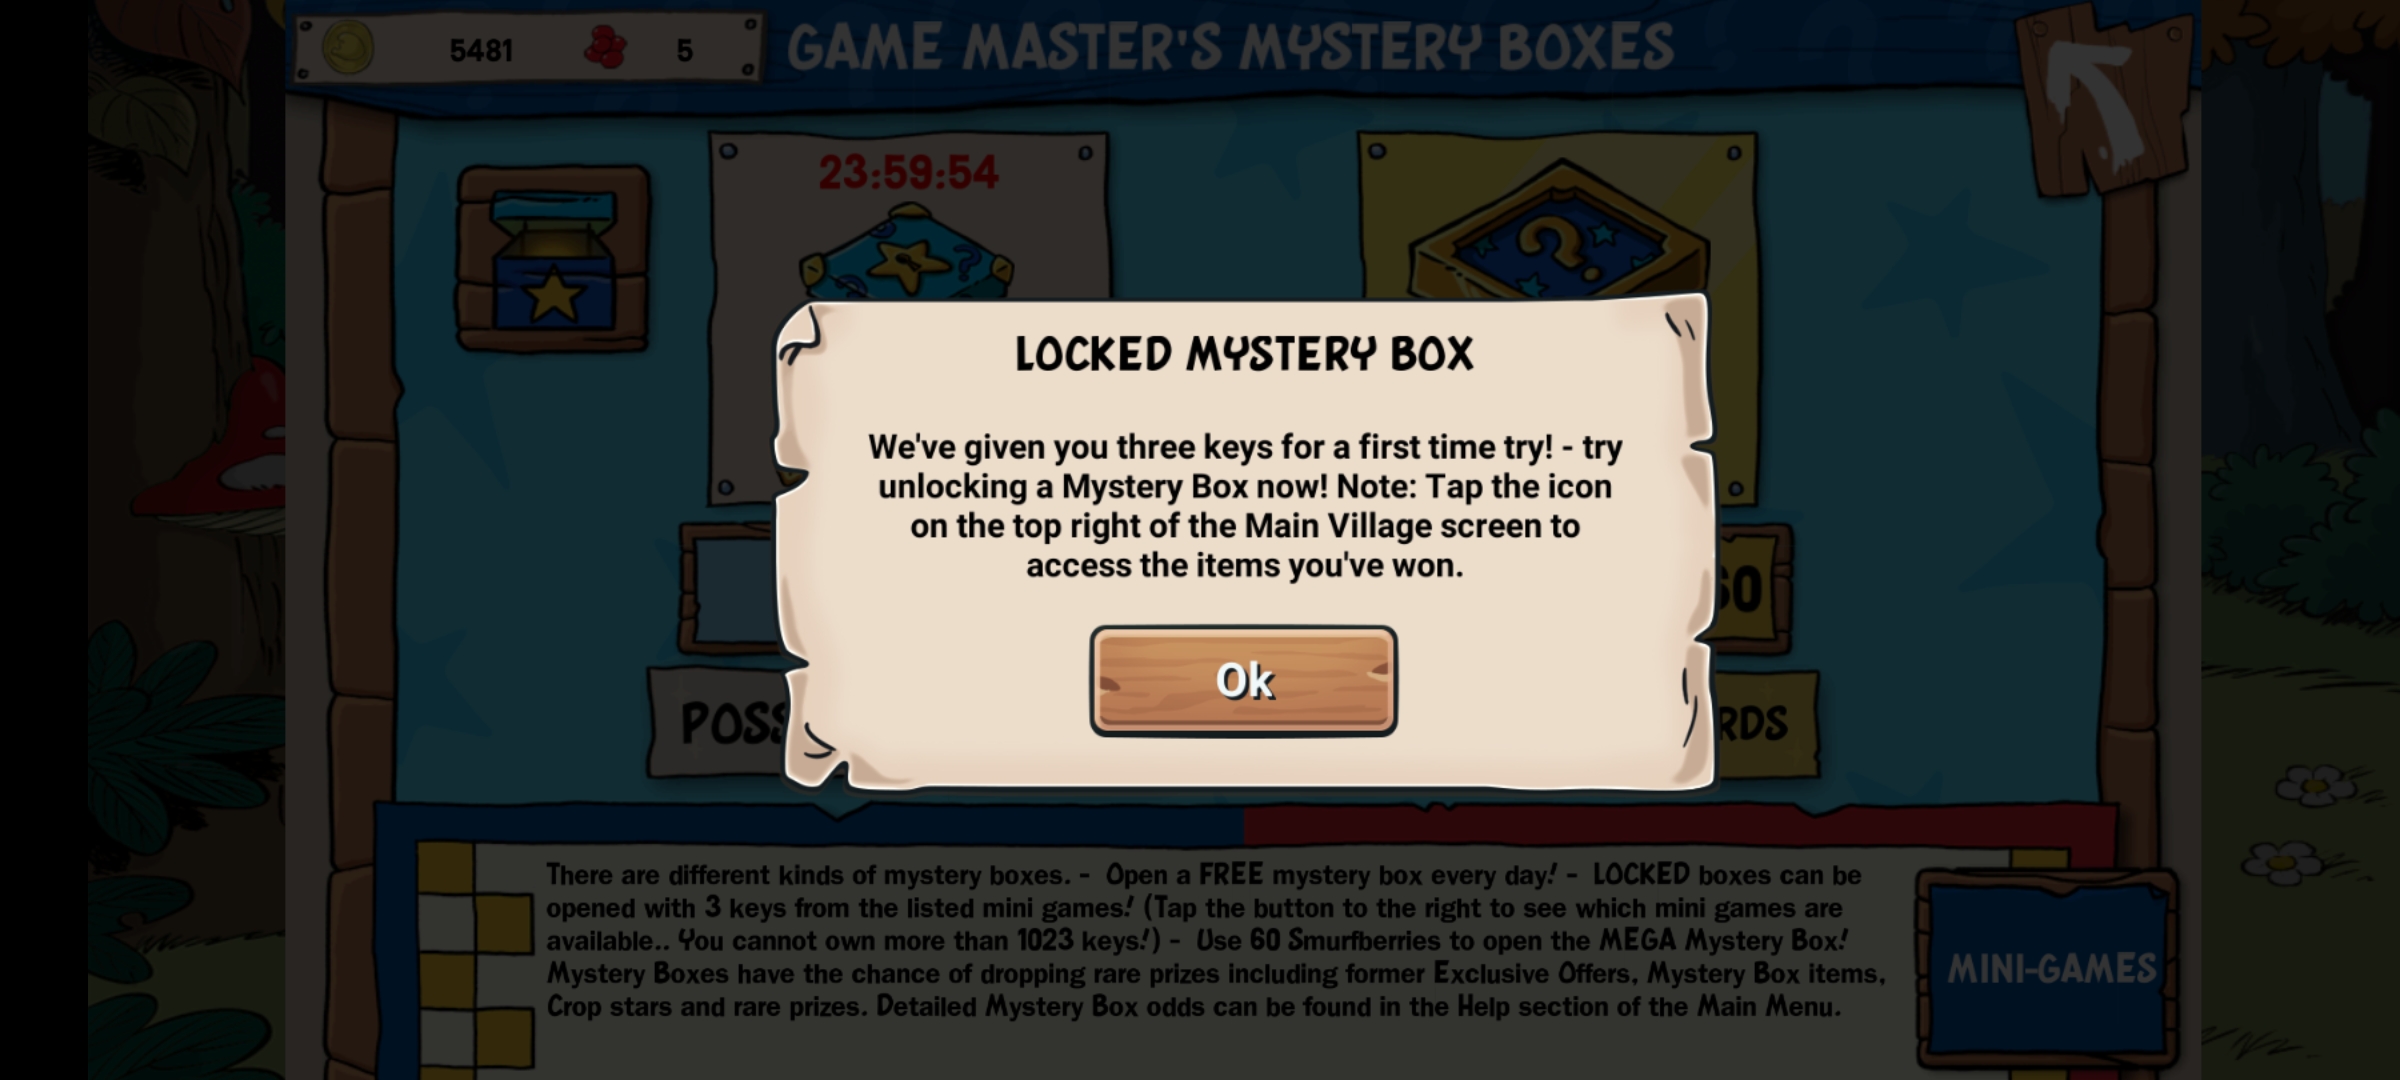 5481
5
GAME MASTER'S MYSTERY BOXES
23:59:54
LOCKED MYSTERY BOX
We've given you three keys for a first time try! - try
unlocking a Mystery Box now! Note: Tap the icon
on the top right of the Main Village screen to
access the items you've won.
Ok
There are different kinds of mystery boxes. - Open a FREE mystery box every day! - LOCKED boxes can be
opened with 3 keys from the listed mini games! (Tap the button to the right to see which mini games are
available.. You cannot own more than 1023 keys!) - Use 60 Smurfberries to open the MEGA Mystery Box!
Mystery Boxes have the chance of dropping rare prizes including former Exclusive Offers, Mystery Box items,
Crop stars and rare prizes. Detailed Mystery Box odds can be found in the Help section of the Main Menu.
MINI-GAMES